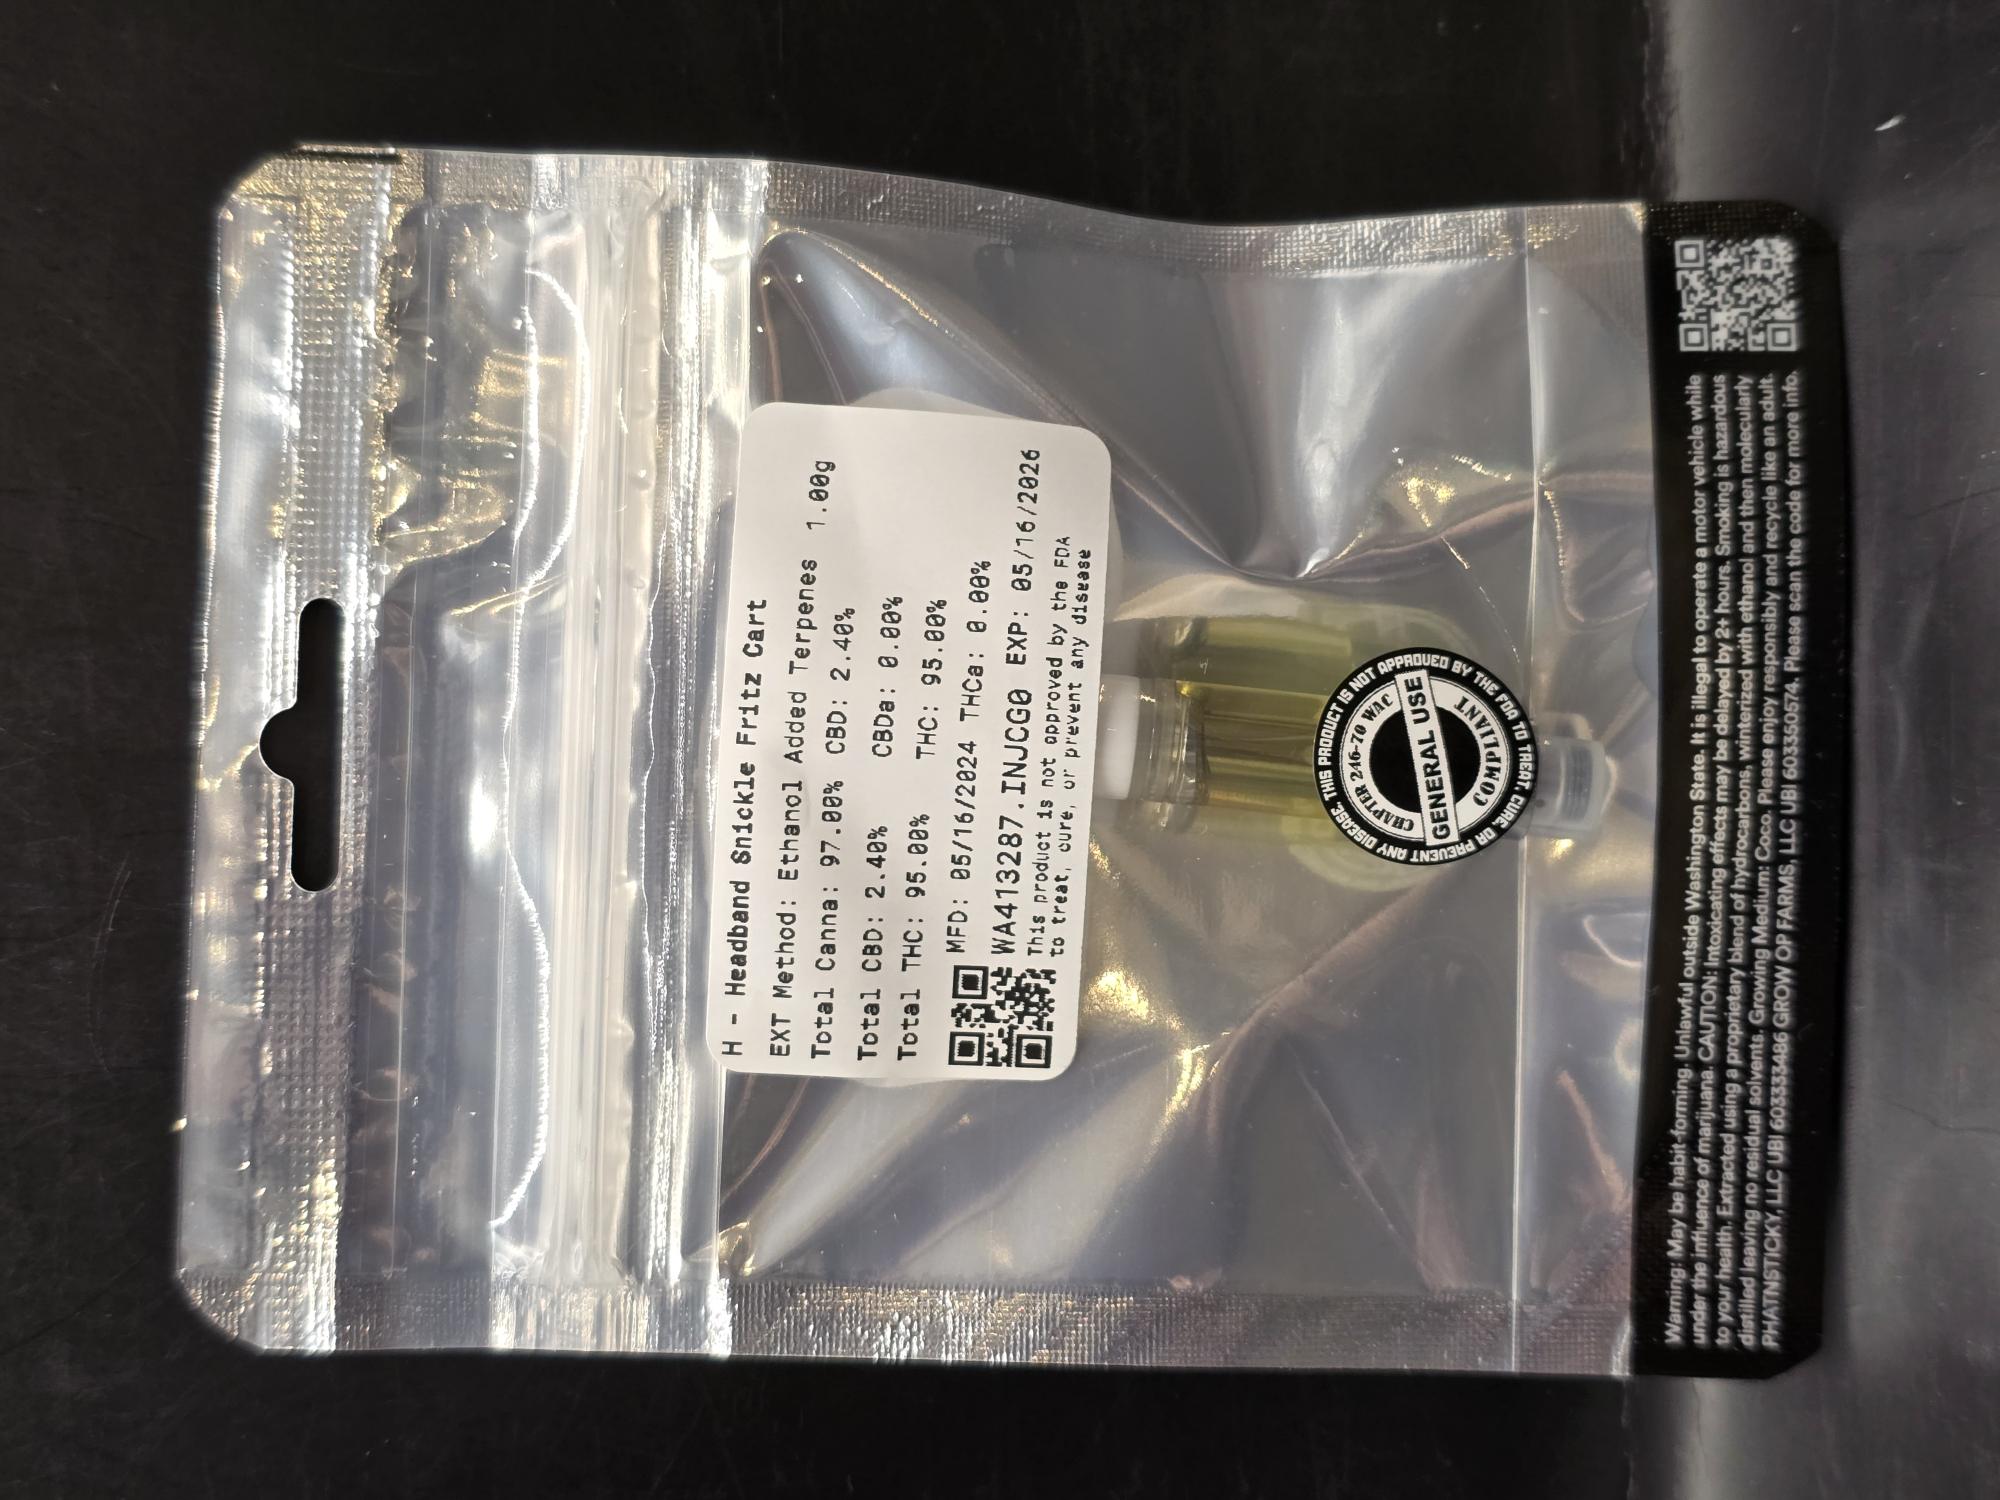 H - Headband Snickle Fritz Cart
EXT Method: Ethanol Added Terpenes 1.00g
Total Canna: 97.00% CBD: 2.40%
Total CBD: 2.40% CBDa: 0.00%
Total THC: 95.00% THC: 95.00%
MFD: 05/16/2024 THCa: 0.00%
WA413287.INJCG0 EXP: 05/16/2026
This product is not approved by the FDA
to treat, cure, or prevent any disease
THIS PRODUCT IS NOT APPROVED BY THE FDA TO TREAT, CURE, OR PREVENT ANY DISEASE.
CHAPTER 246-70 WAC
GENERAL USE
COMPLIANT
Warning: May be habit-forming. Unlawful outside Washington State. It is illegal to operate a motor vehicle while
under the influence of marijuana. CAUTION: Intoxicating effects may be delayed by 2+ hours. Smoking is hazardous
to your health. Extracted using a proprietary blend of hydrocarbons, winterized with ethanol and then molecularly
distilled leaving no residual solvents. Growing Medium: Coco. Please enjoy responsibly and recycle like an adult.
PHATNSTICKY, LLC UBI 603333486 GROW OP FARMS, LLC UBI 603350574. Please scan the code for more info.